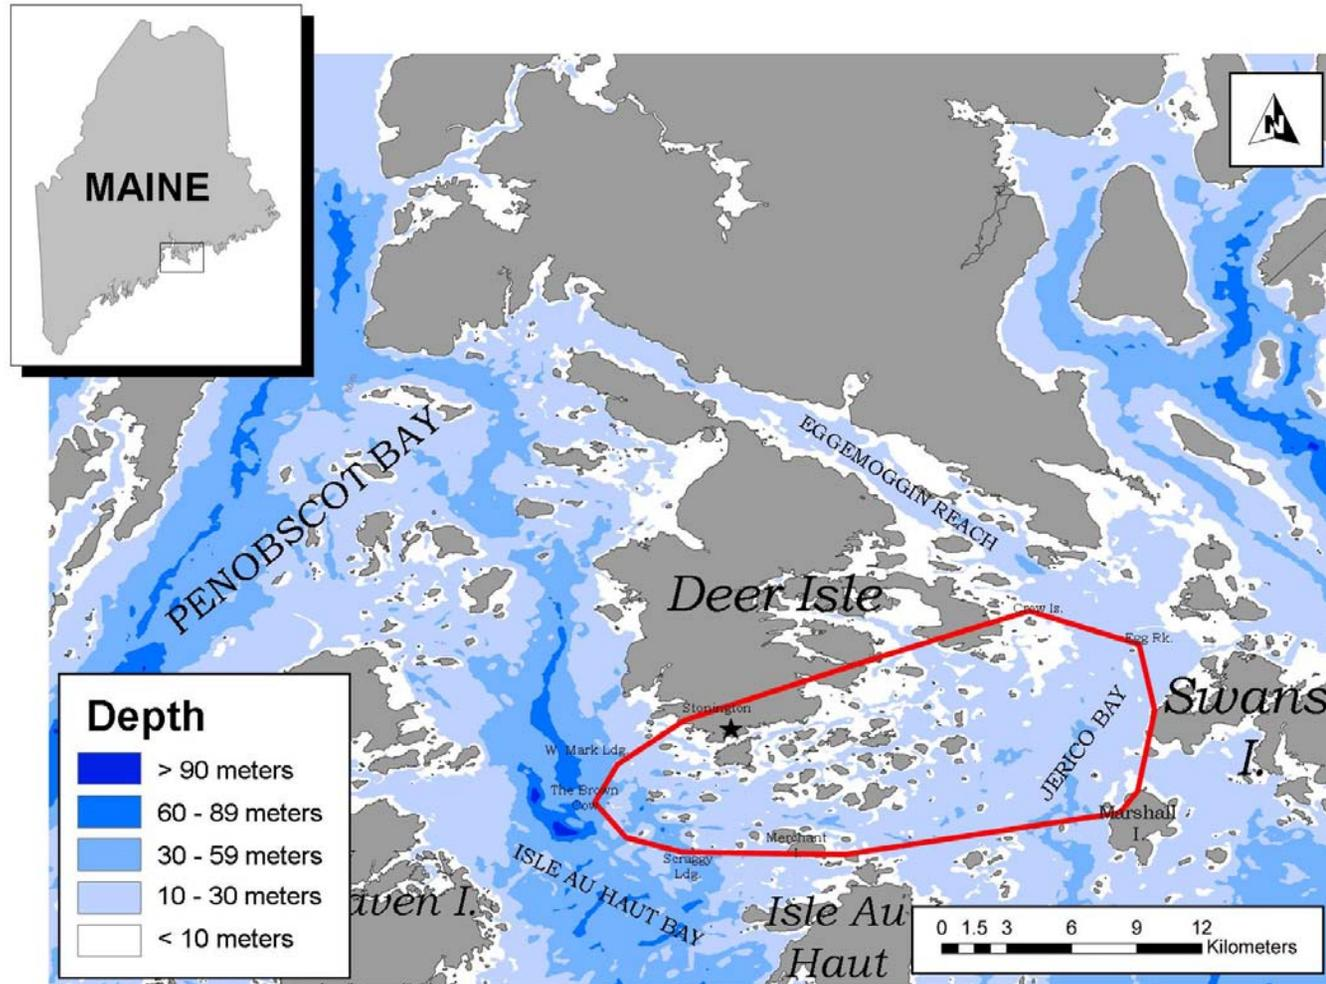 MAINE
N
PENOBSCOT BAY
EGGEMOGGIN REACH
Deer Isle
Crow Is.
Egg Rk.
Swans
I.
Stonington
W. Mark Ldg.
JERICO BAY
The Brown
Cow
Marshall
I.
Merchant
I.
Scraggy
Ldg.
ISLE AU HAUT BAY
aven I.
Isle Au
Haut
Depth
> 90 meters
60 - 89 meters
30 - 59 meters
10 - 30 meters
< 10 meters
0 1.5 3 6 9 12
Kilometers